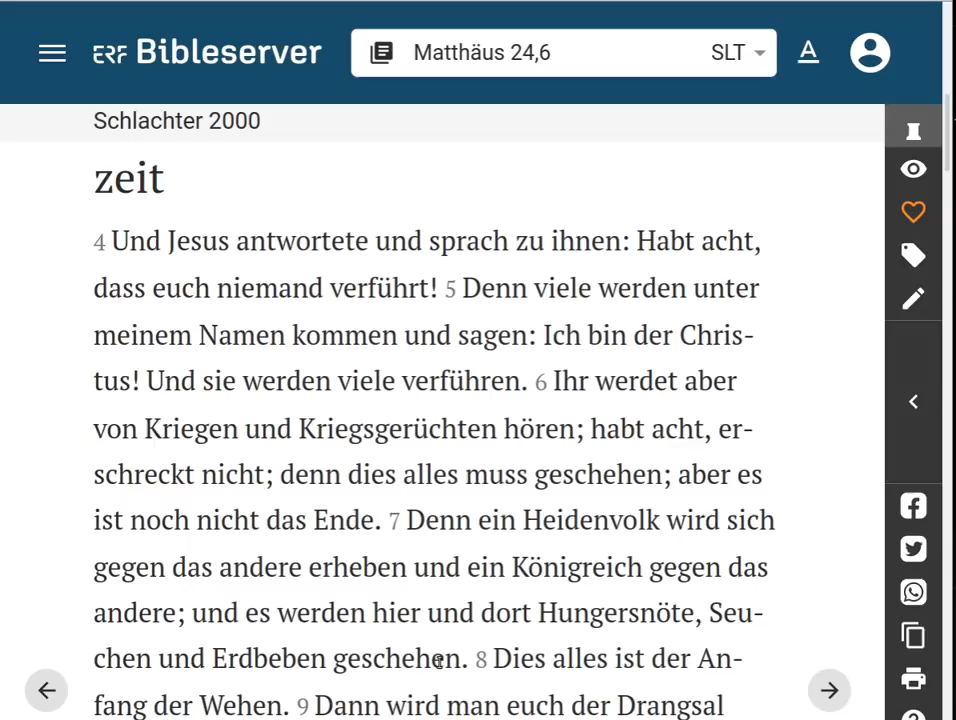 ERF Bibleserver
Matthäus 24,6
SLT
A
Schlachter 2000
zeit
4 Und Jesus antwortete und sprach zu ihnen: Habt acht,
dass euch niemand verführt! 5 Denn viele werden unter
meinem Namen kommen und sagen: Ich bin der Chris-
tus! Und sie werden viele verführen. 6 Ihr werdet aber
von Kriegen und Kriegsgerüchten hören; habt acht, er-
schreckt nicht; denn dies alles muss geschehen; aber es
ist noch nicht das Ende. 7 Denn ein Heidenvolk wird sich
gegen das andere erheben und ein Königreich gegen das
andere; und es werden hier und dort Hungersnöte, Seu-
chen und Erdbeben geschehen. 8 Dies alles ist der An-
fang der Wehen. 9 Dann wird man euch der Drangsal